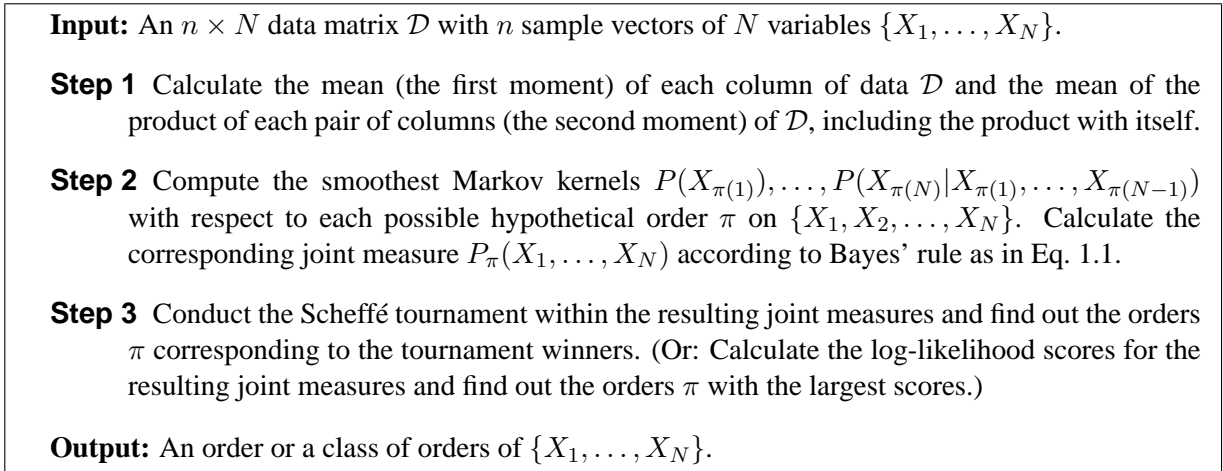 Input: An n × N data matrix 𝒟 with n sample vectors of N variables {X₁, . . . , X_N}.
Step 1 Calculate the mean (the first moment) of each column of data 𝒟 and the mean of the
product of each pair of columns (the second moment) of 𝒟, including the product with itself.
Step 2 Compute the smoothest Markov kernels P(X_{π(1)}), . . . , P(X_{π(N)}|X_{π(1)}, . . . , X_{π(N−1)})
with respect to each possible hypothetical order π on {X₁, X₂, . . . , X_N}. Calculate the
corresponding joint measure P_π(X₁, . . . , X_N) according to Bayes' rule as in Eq. 1.1.
Step 3 Conduct the Scheffé tournament within the resulting joint measures and find out the orders
π corresponding to the tournament winners. (Or: Calculate the log-likelihood scores for the
resulting joint measures and find out the orders π with the largest scores.)
Output: An order or a class of orders of {X₁, . . . , X_N}.